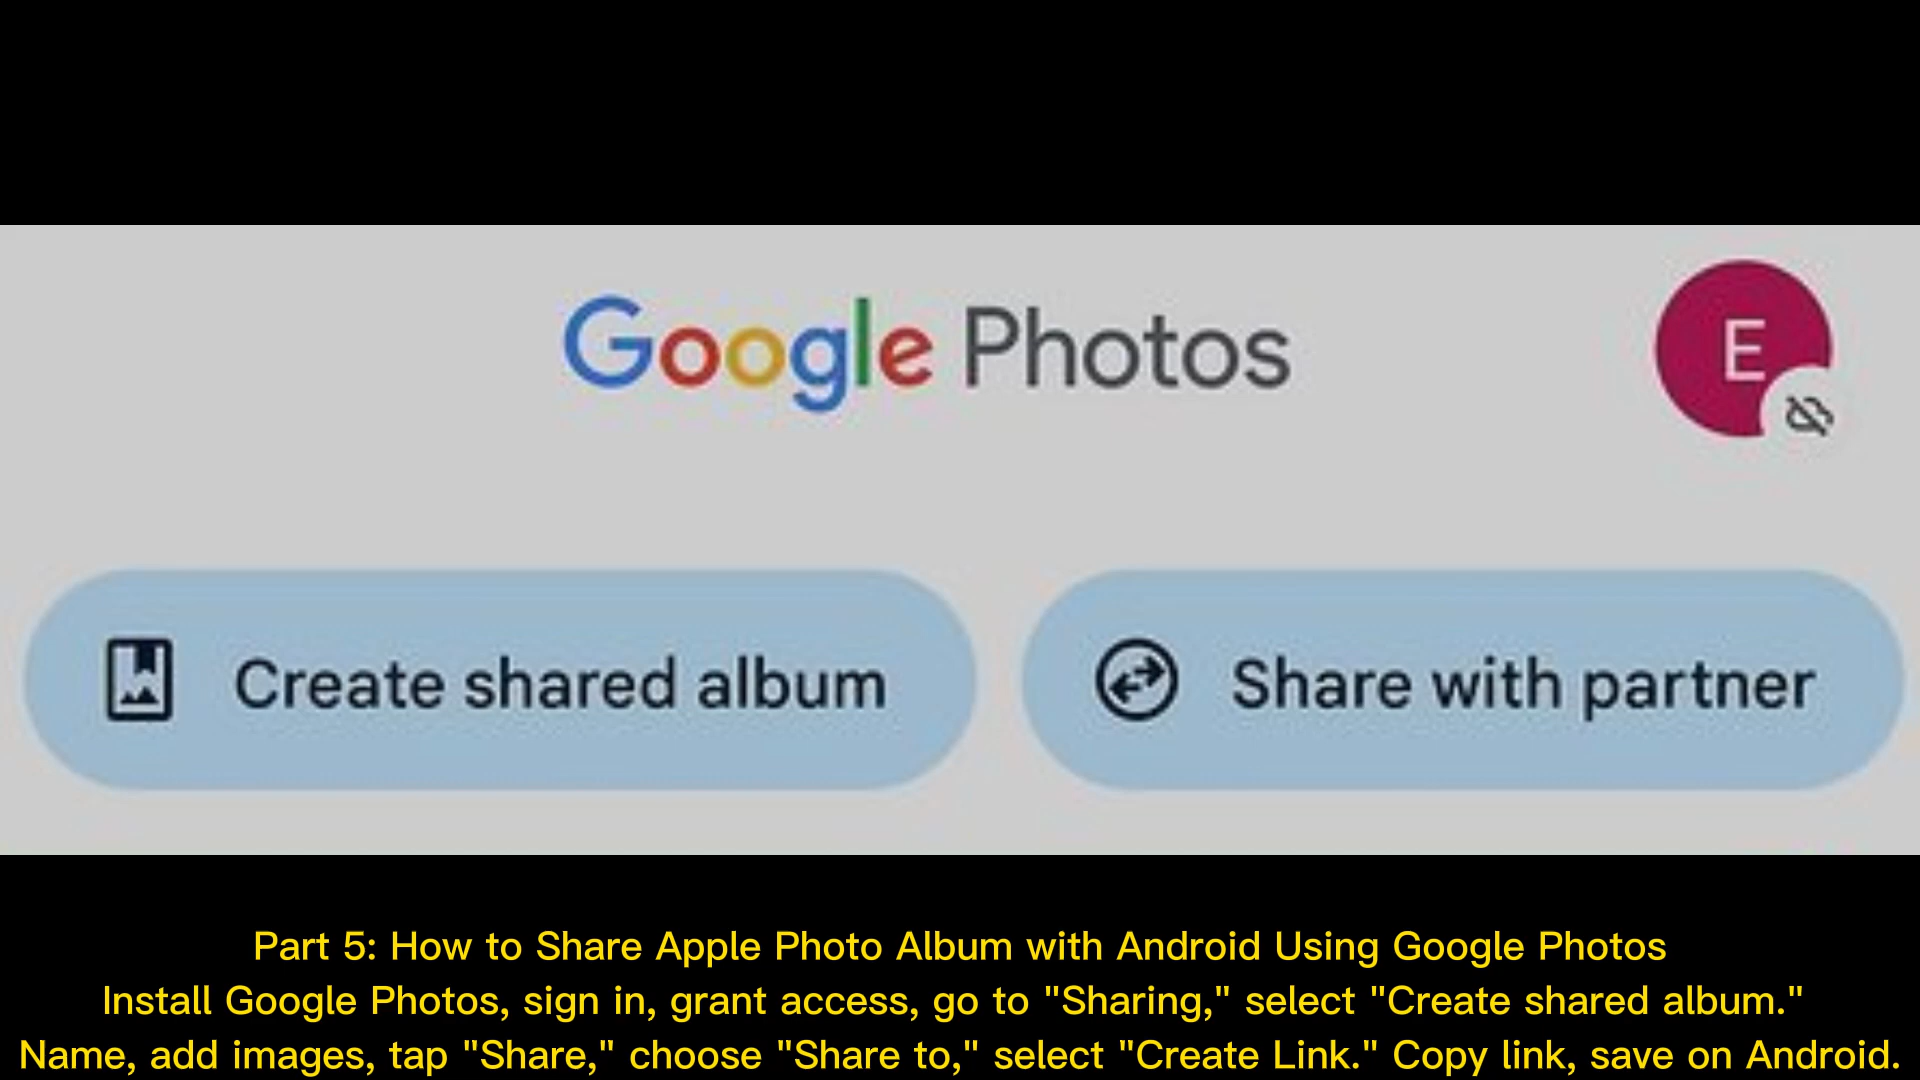 Google Photos
E
Create shared album
Share with partner
Part 5: How to Share Apple Photo Album with Android Using Google Photos
Install Google Photos, sign in, grant access, go to "Sharing," select "Create shared album."
Name, add images, tap "Share," choose "Share to," select "Create Link." Copy link, save on Android.